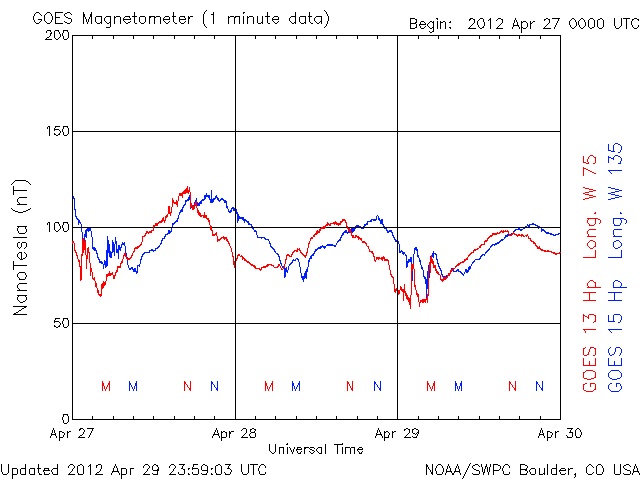 GOES Magnetometer (1 minute data)
Begin: 2012 Apr 27 0000 UTC
200
150
100
50
0
NanoTesla (nT)
M M N N M M N N M M N N
Apr 27 Apr 28 Apr 29 Apr 30
Universal Time
GOES 13 Hp Long. W 75
GOES 15 Hp Long. W 135
Updated 2012 Apr 29 23:59:03 UTC
NOAA/SWPC Boulder, CO USA